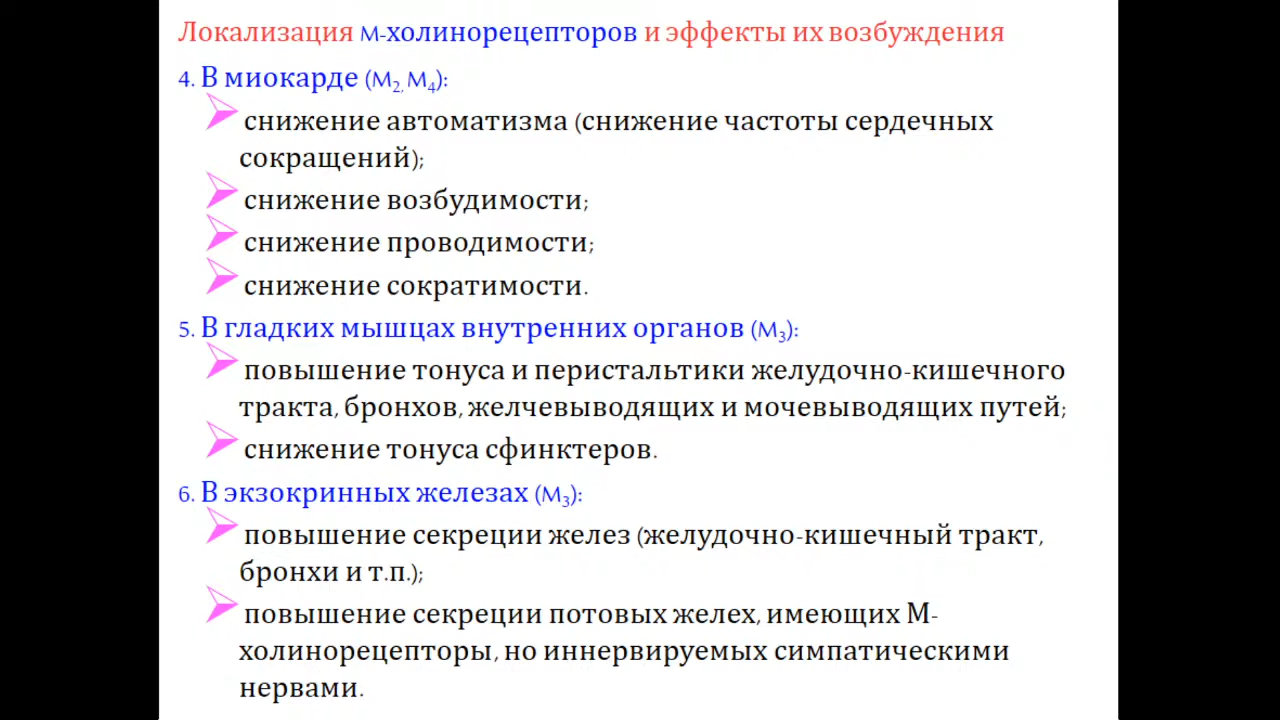 Локализация М-холинорецепторов и эффекты их возбуждения
4. В миокарде (М2, М4):
снижение автоматизма (снижение частоты сердечных
сокращений);
снижение возбудимости;
снижение проводимости;
снижение сократимости.
5. В гладких мышцах внутренних органов (М3):
повышение тонуса и перистальтики желудочно-кишечного
тракта, бронхов, желчевыводящих и мочевыводящих путей;
снижение тонуса сфинктеров.
6. В экзокринных железах (М3):
повышение секреции желез (желудочно-кишечный тракт,
бронхи и т.п.);
повышение секреции потовых желех, имеющих М-
холинорецепторы, но иннервируемых симпатическими
нервами.